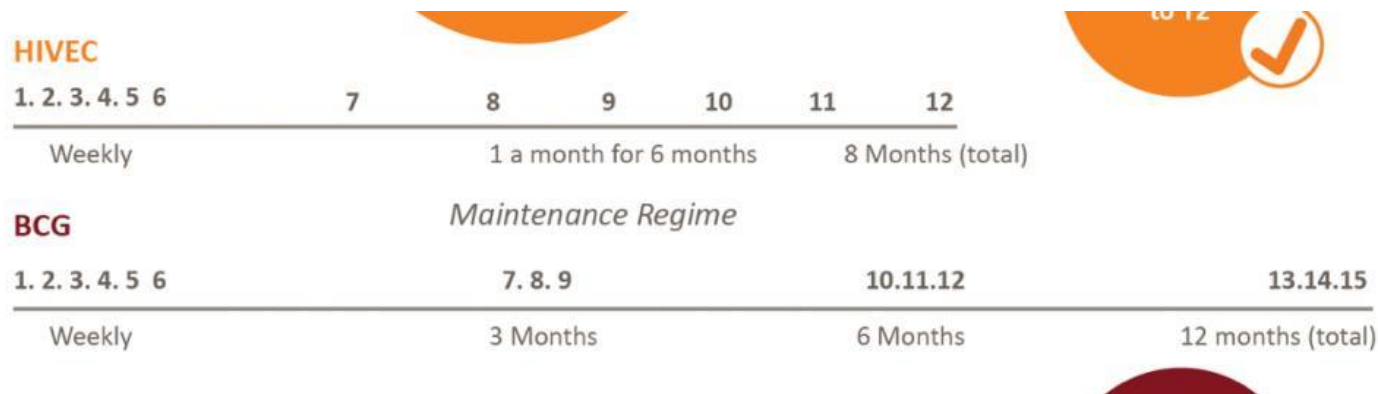 to 12
HIVEC
1. 2. 3. 4. 5 6 7 8 9 10 11 12
Weekly 1 a month for 6 months 8 Months (total)
Maintenance Regime
BCG
1. 2. 3. 4. 5 6 7. 8. 9 10.11.12 13.14.15
Weekly 3 Months 6 Months 12 months (total)